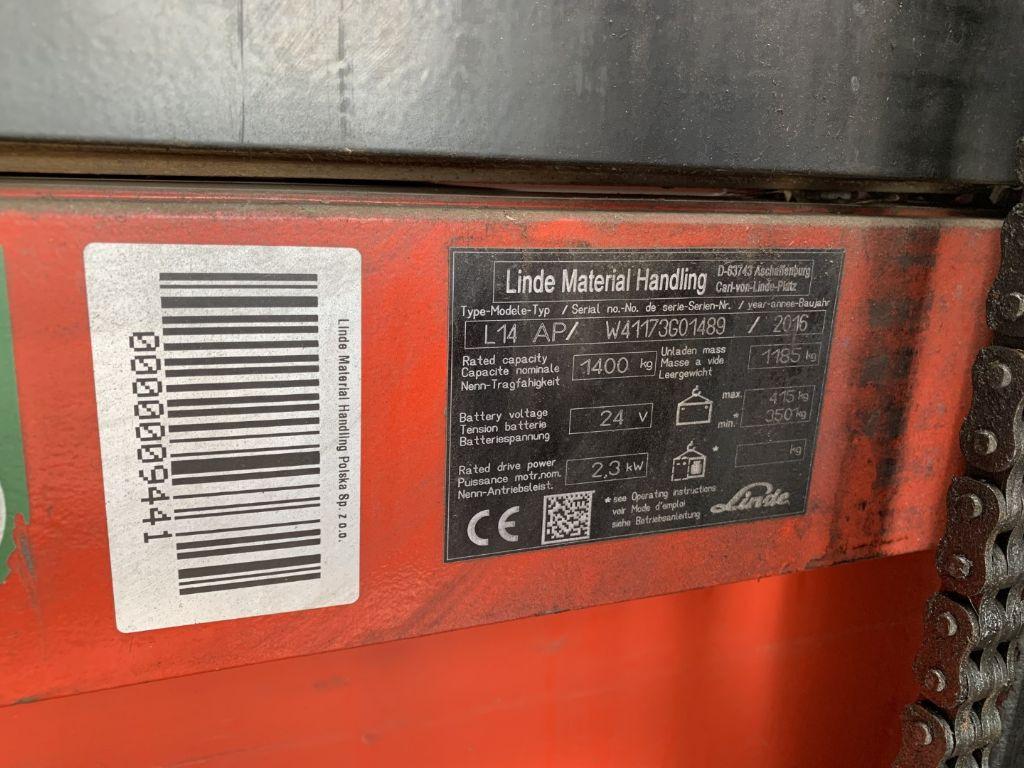 Linde Material Handling Polska Sp. z o.o.
0000009441
Linde Material Handling
D-63743 Aschaffenburg
Carl-von-Linde-Platz
Type-Modele-Typ / Serial no.-No. de serie-Serien-Nr. / year-annee-Baujahr
L14 AP/ W41173G01489 / 2016
Rated capacity
Capacite nominale
Nenn-Tragfähigkeit
1400 kg
Unladen mass
Masse a vide
Leergewicht
1185 kg
Battery voltage
Tension batterie
Batteriespannung
24 V
max. 415 kg
* min. 350 kg
Rated drive power
Puissance motr.nom.
Nenn-Antriebsleist.
2,3 kW
* kg
CE
* see Operating instructions
voir Mode d'emploi
siehe Betriebsanleitung
Linde